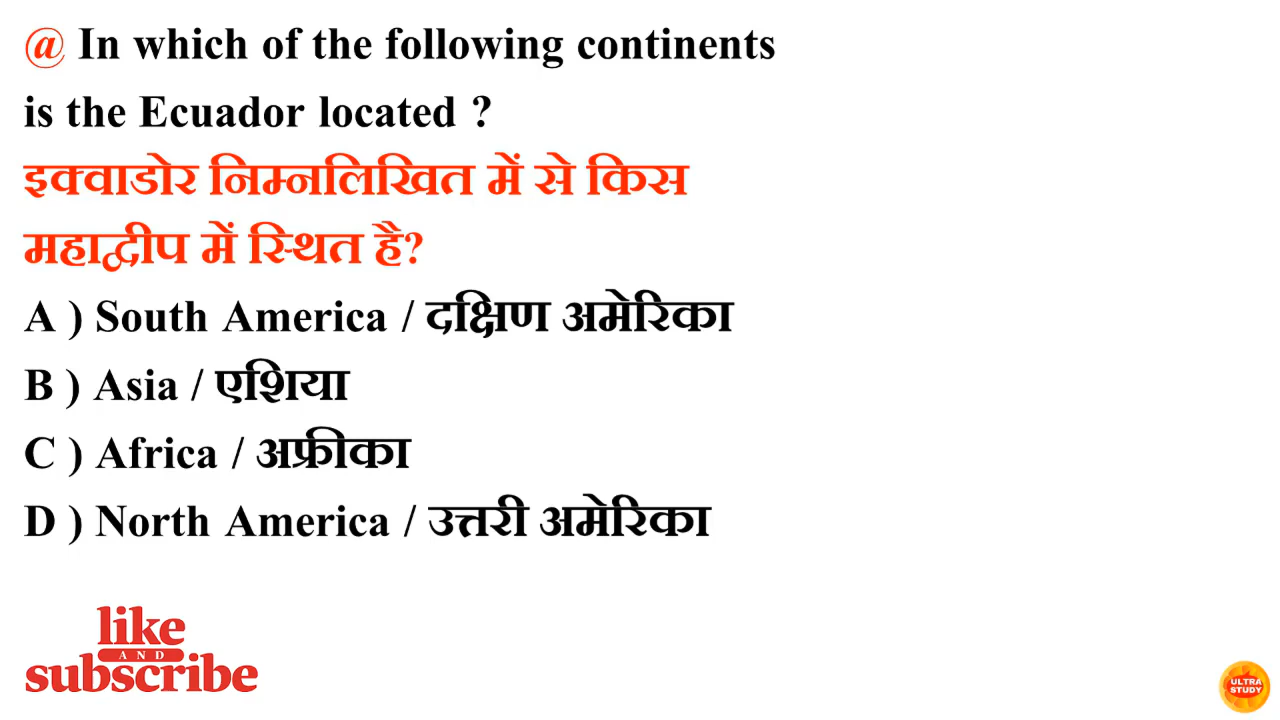 @ In which of the following continents
is the Ecuador located ?
इक्वाडोर निम्नलिखित में से किस
महाद्वीप में स्थित है?
A ) South America / दक्षिण अमेरिका
B ) Asia / एशिया
C ) Africa / अफ्रीका
D ) North America / उत्तरी अमेरिका
like
AND
subscribe
ULTRA
STUDY